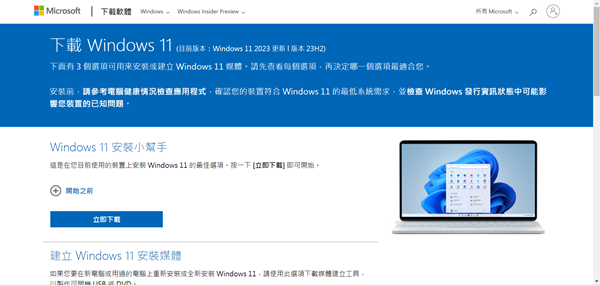 Microsoft 下載軟體 Windows Windows Insider Preview 所有 Microsoft
下載 Windows 11 (目前版本：Windows 11 2023 更新 l 版本 23H2)
下面有 3 個選項可用來安裝或建立 Windows 11 媒體。請先查看每個選項，再決定哪一個選項最適合您。
安裝前，請參考電腦健康情況檢查應用程式，確認您的裝置符合 Windows 11 的最低系統需求，並檢查 Windows 發行資訊狀態中可能影
響您裝置的已知問題。
Windows 11 安裝小幫手
這是在您目前使用的裝置上安裝 Windows 11 的最佳選項。按一下 [立即下載] 即可開始。
開始之前
立即下載
建立 Windows 11 安裝媒體
如果您要在新電腦或用過的電腦上重新安裝或全新安裝 Windows 11，請使用此選項下載媒體建立工具，
以製作可開機 USB 或 DVD。